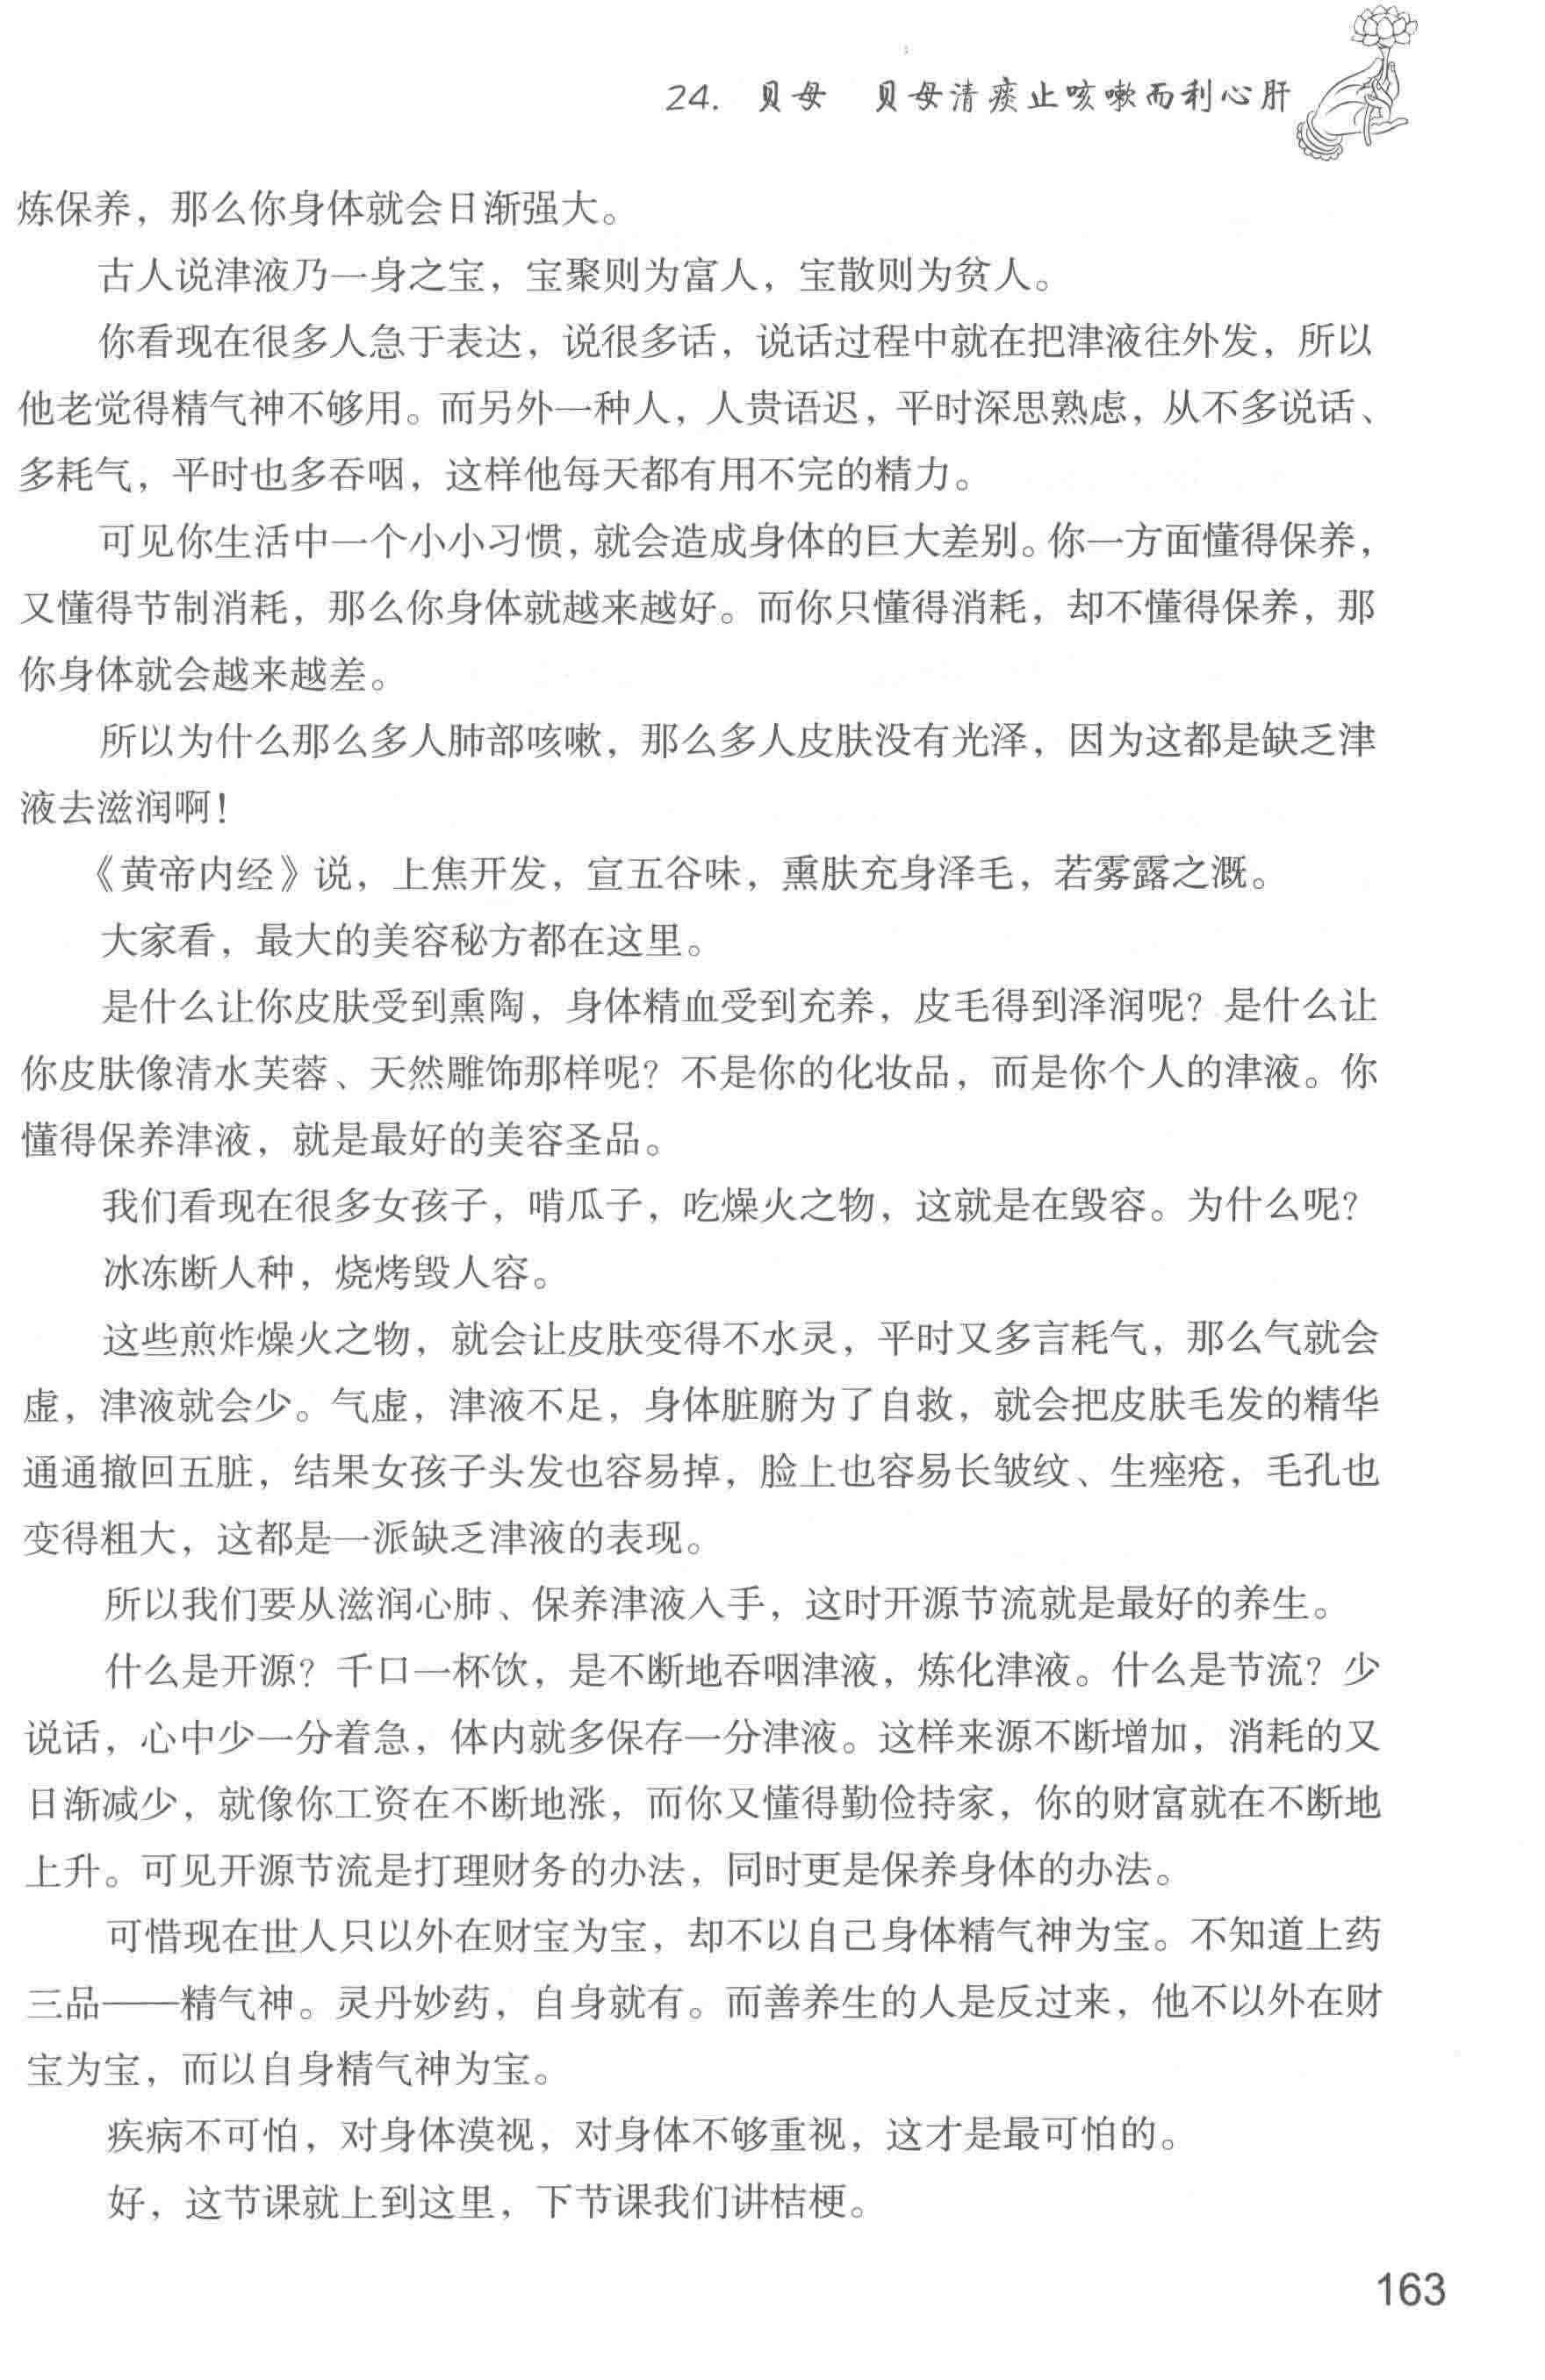 24. 贝母　贝母清痰止咳嗽而利心肝
炼保养，那么你身体就会日渐强大。
古人说津液乃一身之宝，宝聚则为富人，宝散则为贫人。
你看现在很多人急于表达，说很多话，说话过程中就在把津液往外发，所以
他老觉得精气神不够用。而另外一种人，人贵语迟，平时深思熟虑，从不多说话、
多耗气，平时也多吞咽，这样他每天都有用不完的精力。
可见你生活中一个小小习惯，就会造成身体的巨大差别。你一方面懂得保养，
又懂得节制消耗，那么你身体就越来越好。而你只懂得消耗，却不懂得保养，那
你身体就会越来越差。
所以为什么那么多人肺部咳嗽，那么多人皮肤没有光泽，因为这都是缺乏津
液去滋润啊！
《黄帝内经》说，上焦开发，宣五谷味，熏肤充身泽毛，若雾露之溉。
大家看，最大的美容秘方都在这里。
是什么让你皮肤受到熏陶，身体精血受到充养，皮毛得到泽润呢？是什么让
你皮肤像清水芙蓉、天然雕饰那样呢？不是你的化妆品，而是你个人的津液。你
懂得保养津液，就是最好的美容圣品。
我们看现在很多女孩子，啃瓜子，吃燥火之物，这就是在毁容。为什么呢？
冰冻断人种，烧烤毁人容。
这些煎炸燥火之物，就会让皮肤变得不水灵，平时又多言耗气，那么气就会
虚，津液就会少。气虚，津液不足，身体脏腑为了自救，就会把皮肤毛发的精华
通通撤回五脏，结果女孩子头发也容易掉，脸上也容易长皱纹、生痤疮，毛孔也
变得粗大，这都是一派缺乏津液的表现。
所以我们要从滋润心肺、保养津液入手，这时开源节流就是最好的养生。
什么是开源？千口一杯饮，是不断地吞咽津液，炼化津液。什么是节流？少
说话，心中少一分着急，体内就多保存一分津液。这样来源不断增加，消耗的又
日渐减少，就像你工资在不断地涨，而你又懂得勤俭持家，你的财富就在不断地
上升。可见开源节流是打理财务的办法，同时更是保养身体的办法。
可惜现在世人只以外在财宝为宝，却不以自己身体精气神为宝。不知道上药
三品——精气神。灵丹妙药，自身就有。而善养生的人是反过来，他不以外在财
宝为宝，而以自身精气神为宝。
疾病不可怕，对身体漠视，对身体不够重视，这才是最可怕的。
好，这节课就上到这里，下节课我们讲桔梗。
163